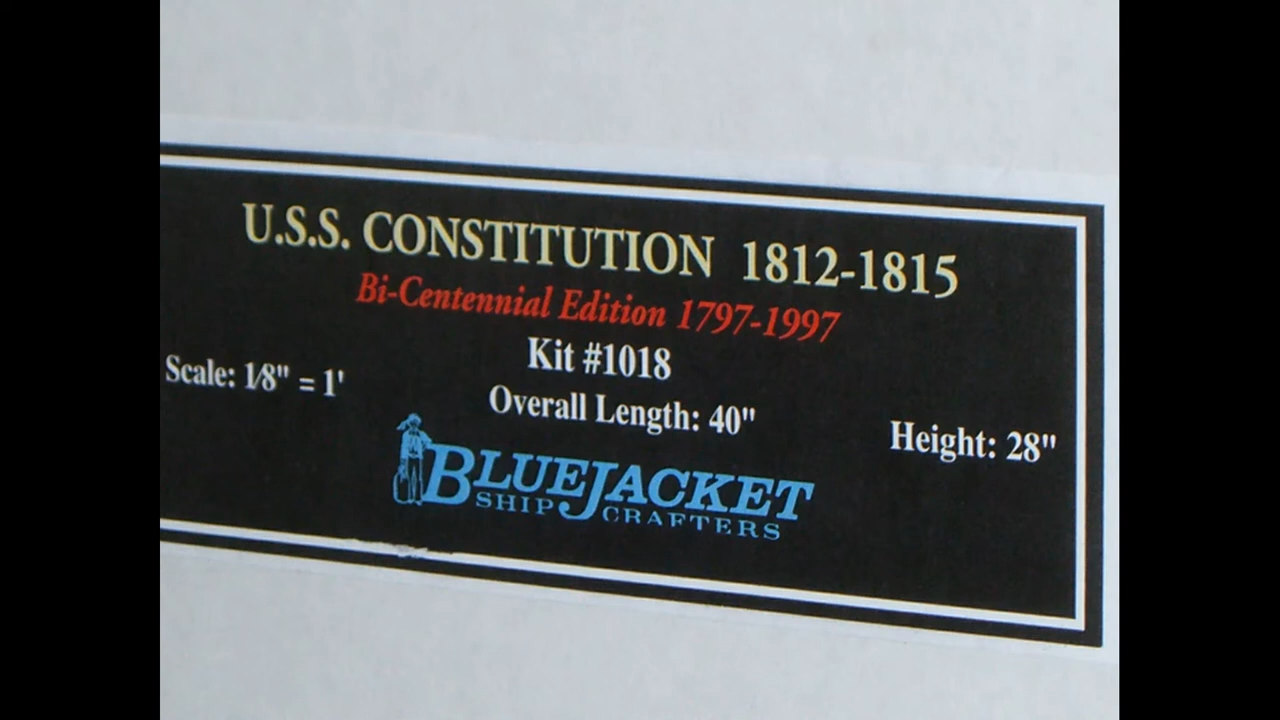 U.S.S. CONSTITUTION 1812-1815
Bi-Centennial Edition 1797-1997
Kit #1018
Scale: 1/8" = 1'
Overall Length: 40"
Height: 28"
BLUEJACKET
SHIP CRAFTERS